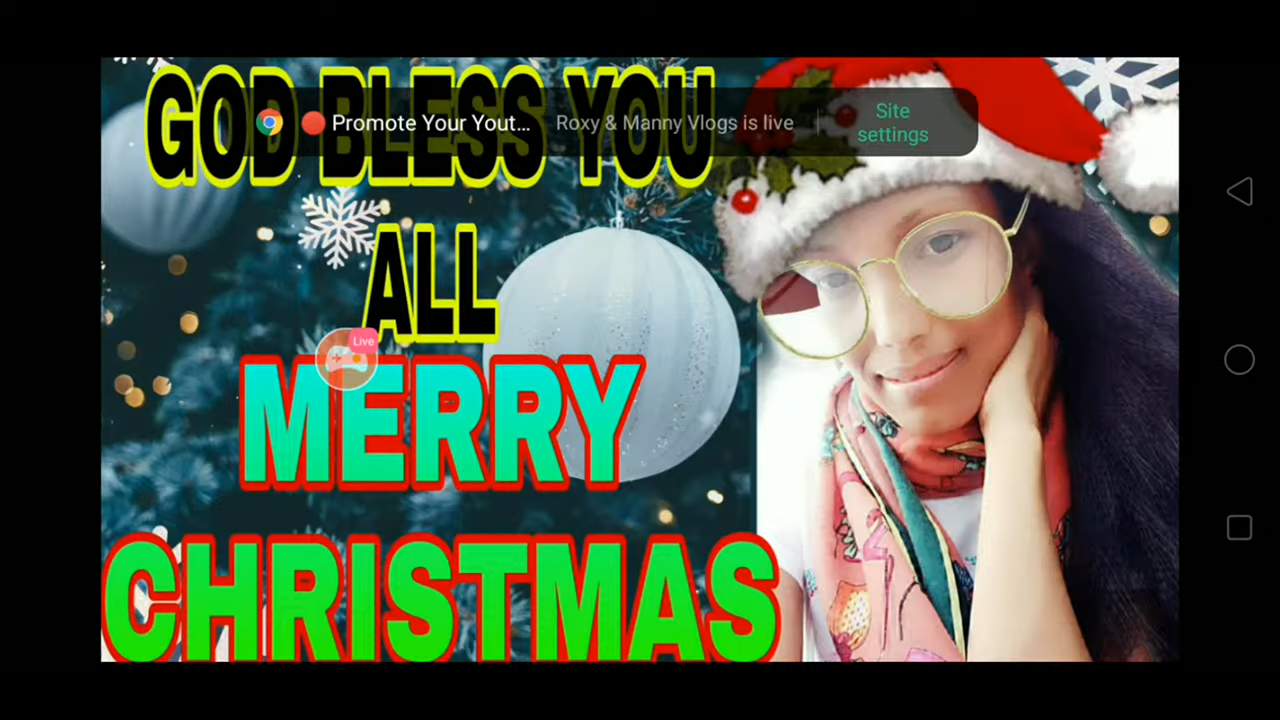 GOD BLESS YOU
Promote Your Yout... Roxy & Manny Vlogs is live Site settings
ALL
Live
MERRY
CHRISTMAS